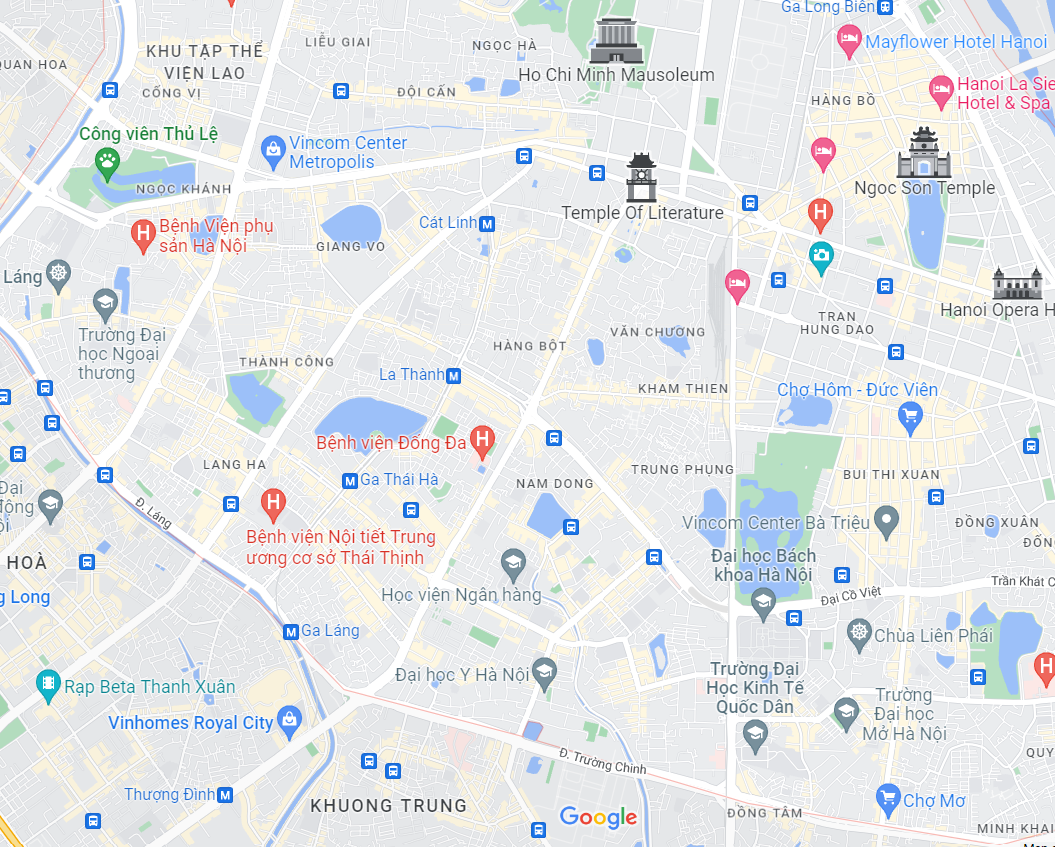 Ga Long Biên
LIỄU GIAI
NGỌC HÀ
Mayflower Hotel Hanoi
KHU TẬP THỂ
VIỆN LAO
QUAN HOA
Ho Chi Minh Mausoleum
Hanoi La Sie
Hotel & Spa
CỐNG VỊ
ĐỘI CẤN
HÀNG BỒ
Công viên Thủ Lệ
Vincom Center
Metropolis
NGỌC KHÁNH
Ngoc Son Temple
Temple Of Literature
Cát Linh
M
H
Bệnh Viện phụ
sản Hà Nội
H
GIANG VO
Láng
Hanoi Opera H
TRAN
HUNG DAO
Trường Đại
học Ngoại
thương
VĂN CHƯƠNG
HÀNG BỘT
THÀNH CÔNG
La Thành
M
KHAM THIEN
Chợ Hôm - Đức Viên
Bệnh viện Đống Đa
H
LANG HA
TRUNG PHỤNG
BUI THI XUAN
M
Ga Thái Hà
NAM DONG
Đại
động
ội
H
Đ. Láng
Vincom Center Bà Triệu
ĐỒNG XUÂN
Bệnh viện Nội tiết Trung
ương cơ sở Thái Thịnh
ĐỐNG
Đại học Bách
khoa Hà Nội
HOÀ
Trần Khát C
Học viện Ngân hàng
Đại Cồ Việt
g Long
M
Ga Láng
Chùa Liên Phái
H
Đại học Y Hà Nội
Trường Đại
Học Kinh Tế
Quốc Dân
Rạp Beta Thanh Xuân
Trường
Đại học
Mở Hà Nội
Vinhomes Royal City
QUỲ
Đ. Trường Chinh
Thượng Đình
M
KHUONG TRUNG
Google
ĐỒNG TÂM
Chợ Mơ
MINH KHAI